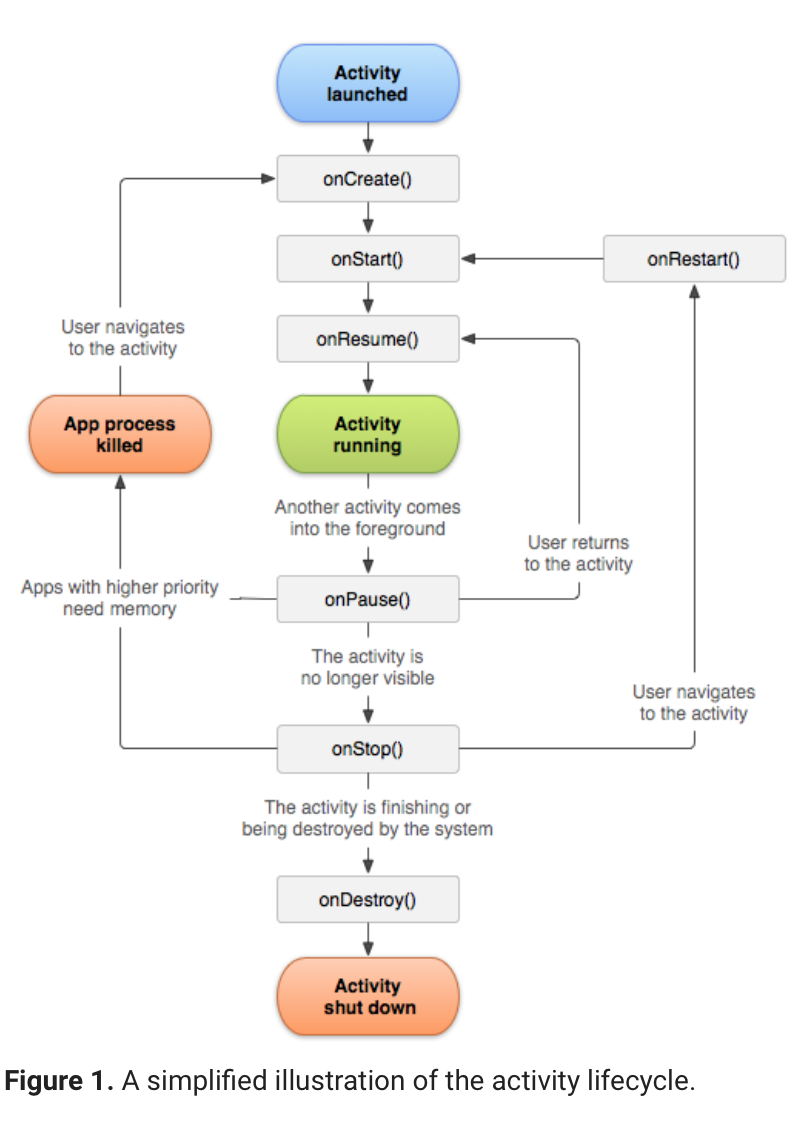 Activity
launched
onCreate()
onStart()
onRestart()
User navigates
to the activity
onResume()
App process
killed
Activity
running
Another activity comes
into the foreground
User returns
to the activity
Apps with higher priority
need memory
onPause()
The activity is
no longer visible
User navigates
to the activity
onStop()
The activity is finishing or
being destroyed by the system
onDestroy()
Activity
shut down
Figure 1. A simplified illustration of the activity lifecycle.